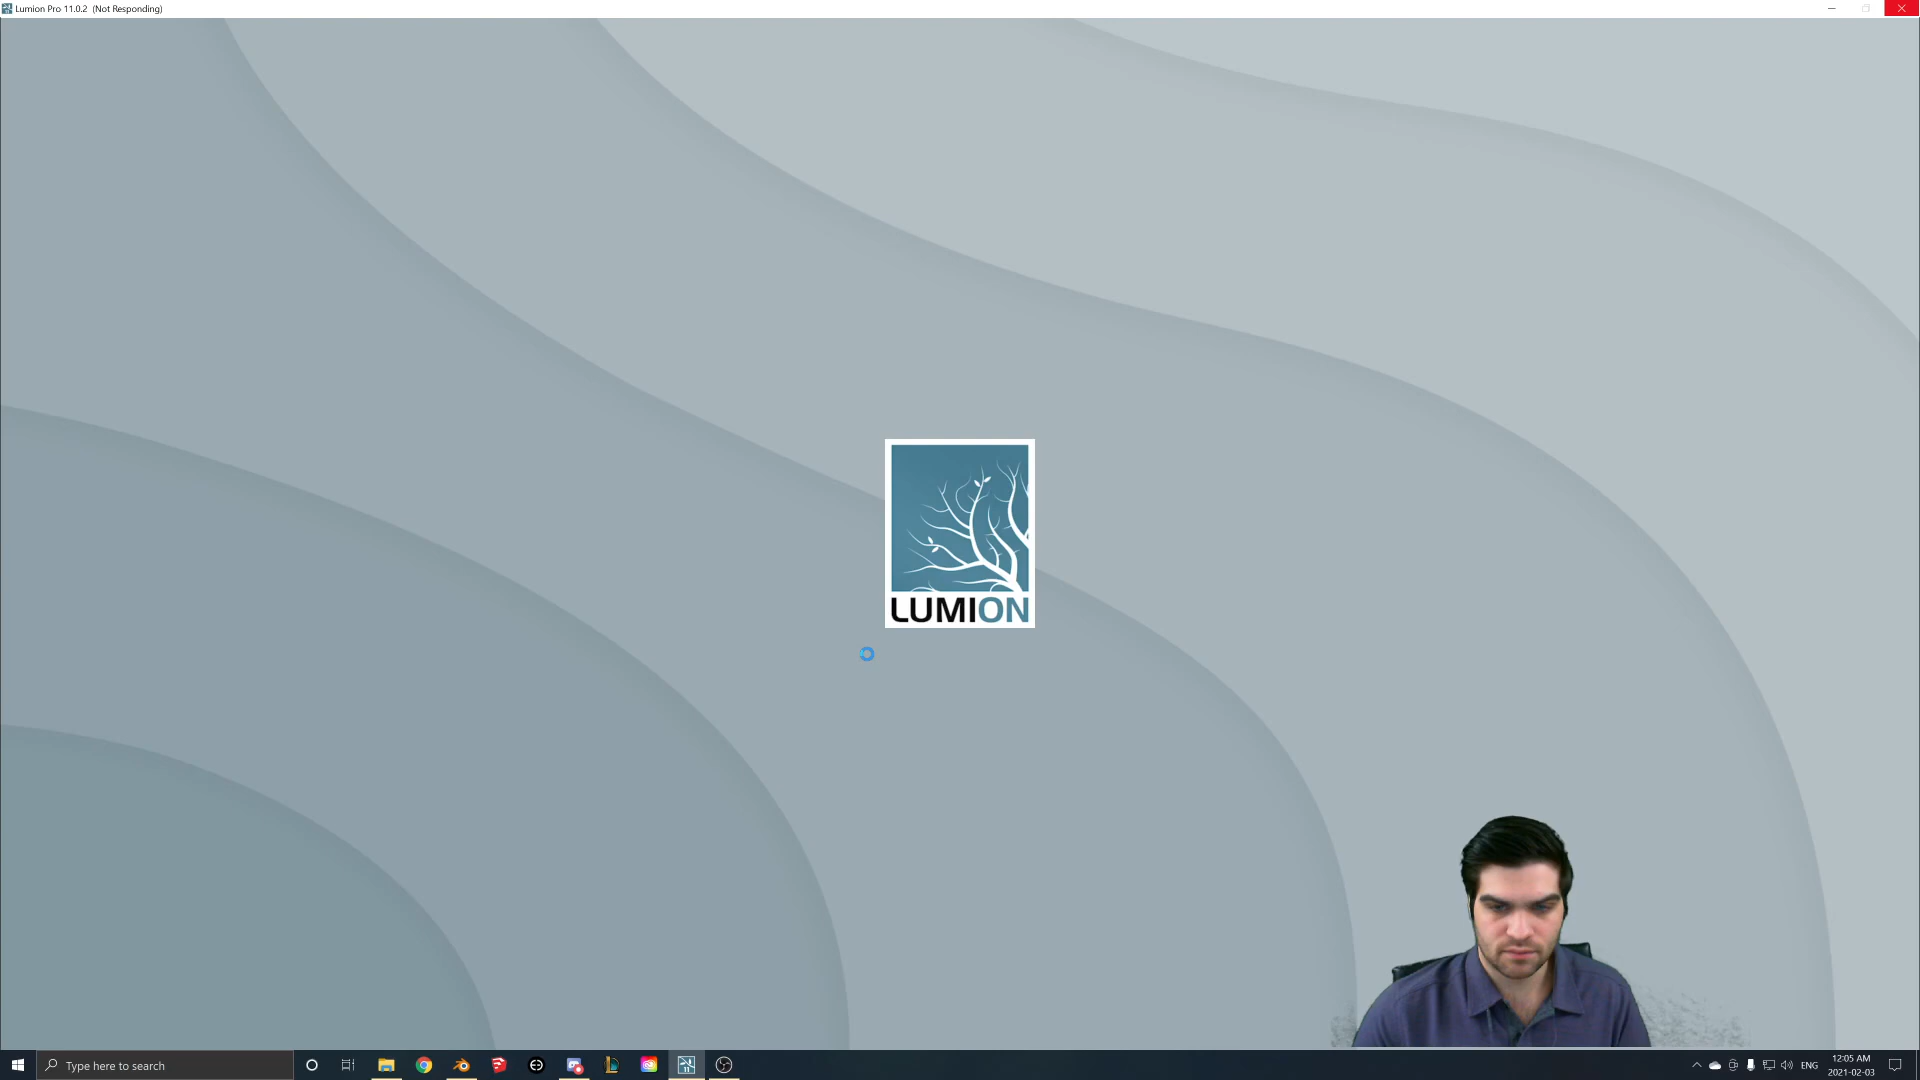 Lumion Pro 11.0.2 (Not Responding)
LUMION
Type here to search
ENG
12:05 AM
2021-02-03